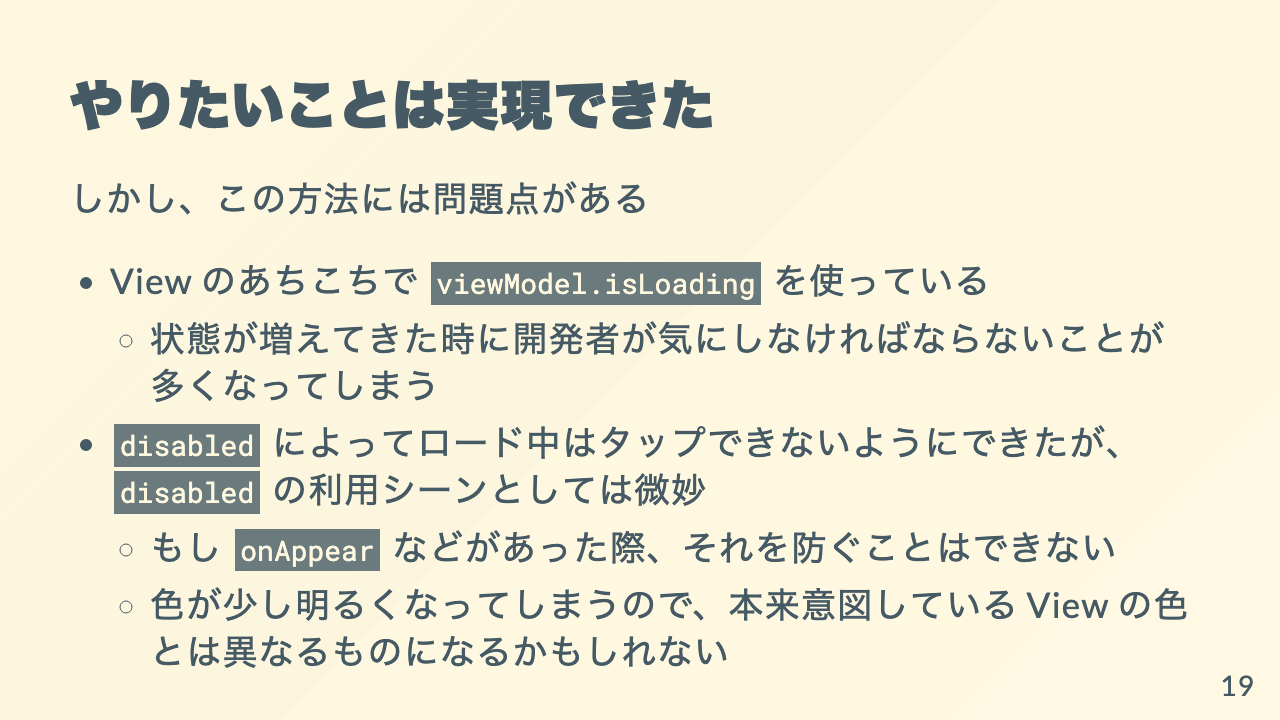 やりたいことは実現できた
しかし、この方法には問題点がある
• View のあちこちで viewModel.isLoading を使っている
○ 状態が増えてきた時に開発者が気にしなければならないことが
多くなってしまう
• disabled によってロード中はタップできないようにできたが、
disabled の利用シーンとしては微妙
○ もし onAppear などがあった際、それを防ぐことはできない
○ 色が少し明るくなってしまうので、本来意図している View の色
とは異なるものになるかもしれない
19